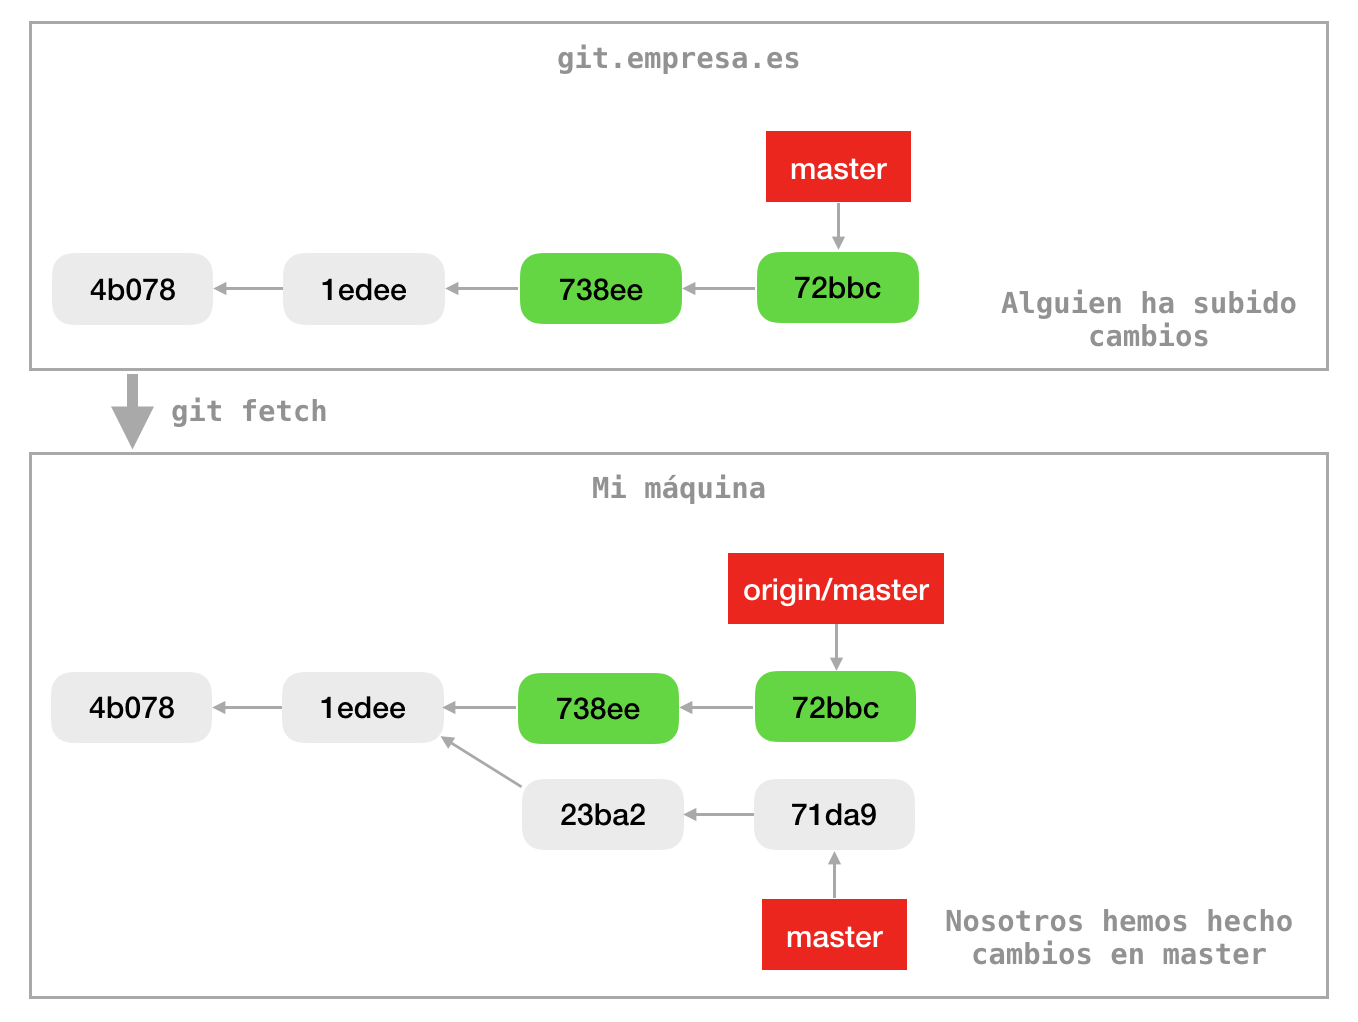 git.empresa.es
master
4b078
1edee
738ee
72bbc
Alguien ha subido
cambios
git fetch
Mi máquina
origin/master
4b078
1edee
738ee
72bbc
23ba2
71da9
master
Nosotros hemos hecho
cambios en master